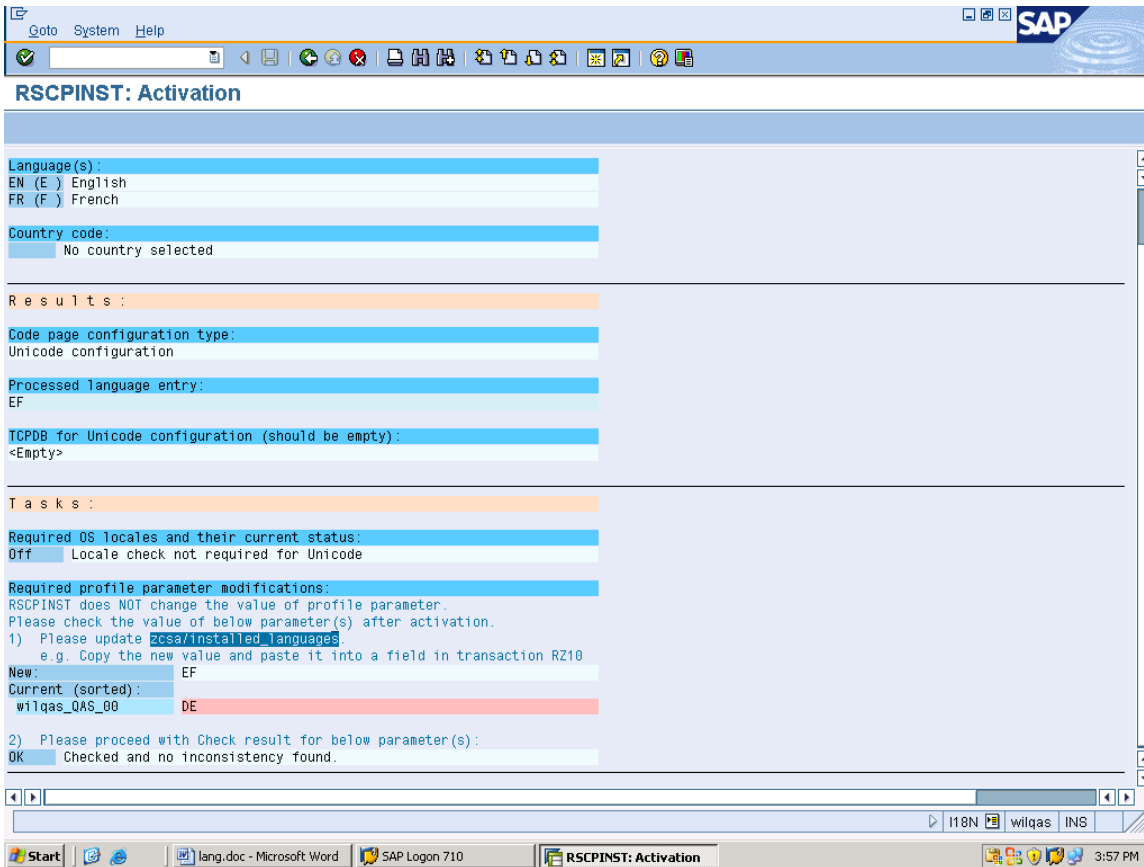 Goto System Help
SAP
RSCPINST: Activation
Language(s):
EN (E ) English
FR (F ) French
Country code:
No country selected
R e s u l t s :
Code page configuration type:
Unicode configuration
Processed language entry:
EF
TCPDB for Unicode configuration (should be empty):
<Empty>
T a s k s :
Required OS locales and their current status:
Off Locale check not required for Unicode
Required profile parameter modifications:
RSCPINST does NOT change the value of profile parameter.
Please check the value of below parameter(s) after activation.
1) Please update zcsa/installed_languages.
e.g. Copy the new value and paste it into a field in transaction RZ10
New: EF
Current (sorted):
wilqas_QAS_00 DE
2) Please proceed with Check result for below parameter(s):
OK Checked and no inconsistency found.
I18N wilqas INS
Start lang.doc - Microsoft Word SAP Logon 710 RSCPINST: Activation 3:57 PM